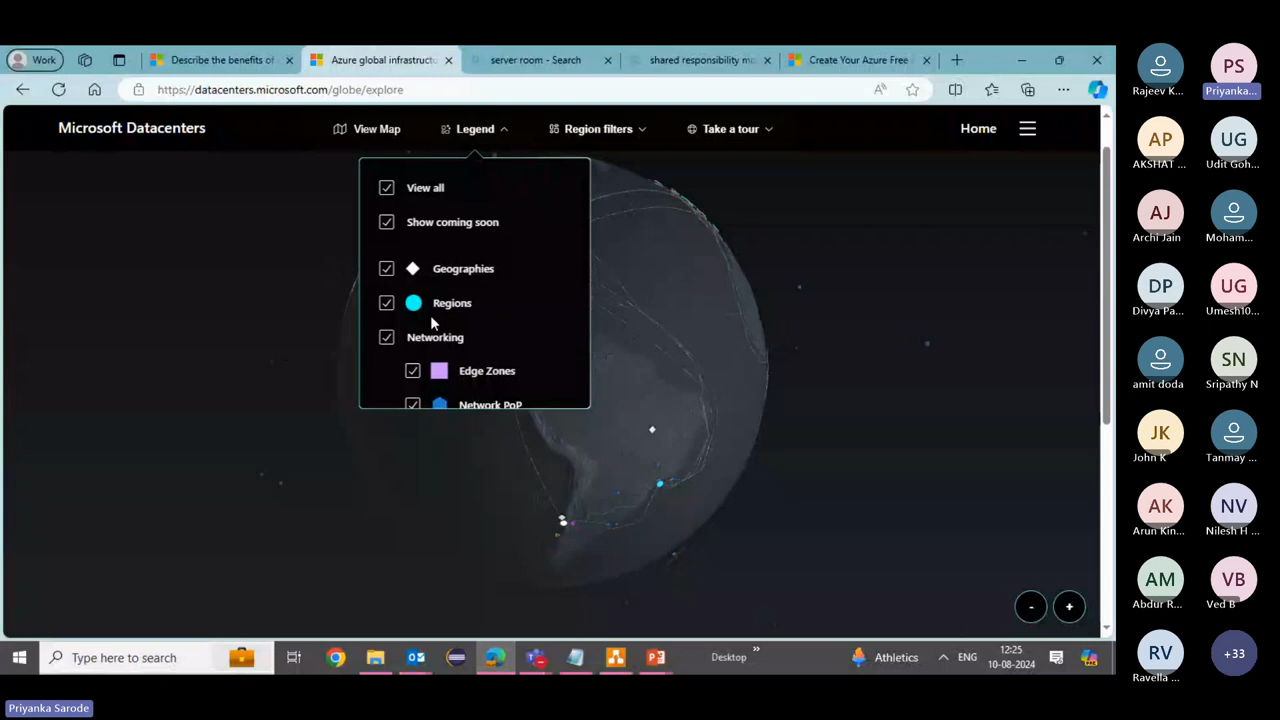 Work
Describe the benefits of
Azure global infrastructu
server room - Search
shared responsibility mo
Create Your Azure Free
https://datacenters.microsoft.com/globe/explore
Microsoft Datacenters
View Map
Legend
Region filters
Take a tour
Home
View all
Show coming soon
Geographies
Regions
Networking
Edge Zones
Network PoP
- +
Type here to search
Desktop
Athletics
ENG
12:25
10-08-2024
Rajeev K...
PS
Priyanka...
AP
AKSHAT ...
UG
Udit Goh...
AJ
Archi Jain
Moham...
DP
Divya Pa...
UG
Umesh10...
amit doda
SN
Sripathy N
JK
John K
Tanmay ...
AK
Arun Kin...
NV
Nilesh H ...
AM
Abdur R...
VB
Ved B
RV
Ravella ...
+33
Priyanka Sarode